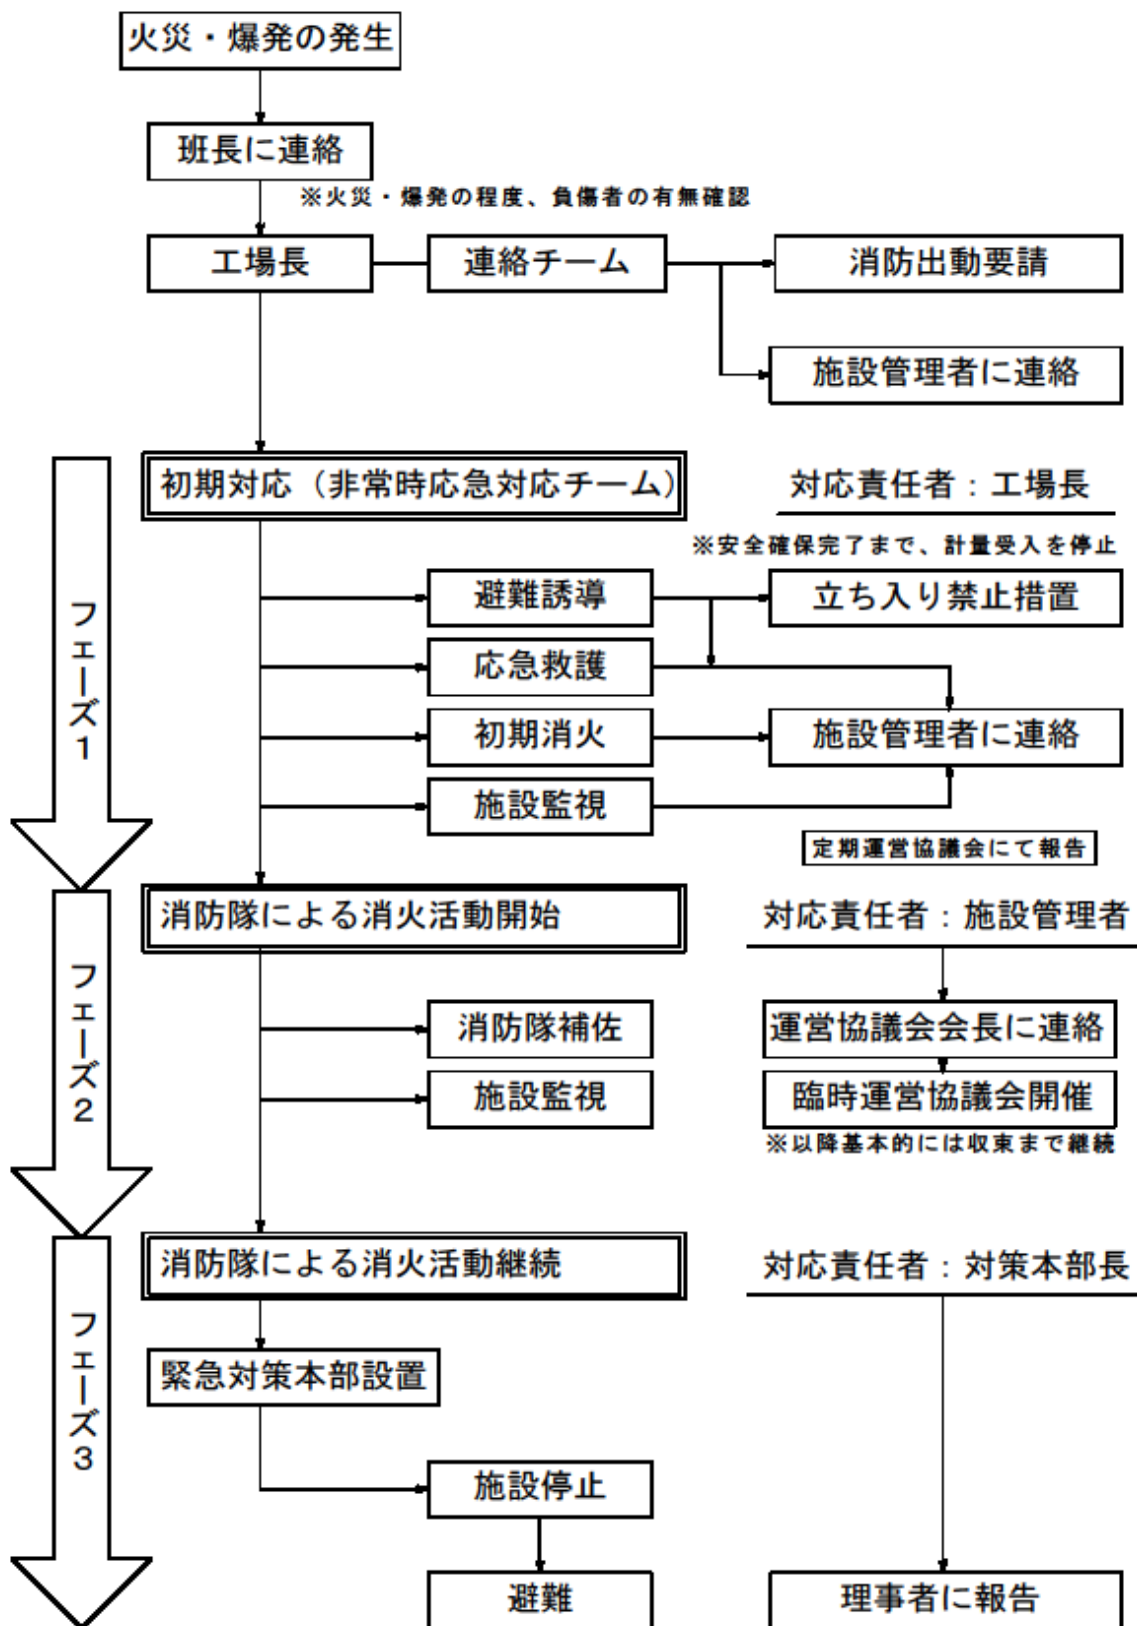 火災・爆発の発生
班長に連絡
※火災・爆発の程度、負傷者の有無確認
工場長
連絡チーム
消防出動要請
施設管理者に連絡
フェーズ1
初期対応（非常時応急対応チーム）
対応責任者：工場長
※安全確保完了まで、計量受入を停止
避難誘導
立ち入り禁止措置
応急救護
初期消火
施設管理者に連絡
施設監視
定期運営協議会にて報告
フェーズ2
消防隊による消火活動開始
対応責任者：施設管理者
消防隊補佐
運営協議会会長に連絡
施設監視
臨時運営協議会開催
※以降基本的には収束まで継続
フェーズ3
消防隊による消火活動継続
対応責任者：対策本部長
緊急対策本部設置
施設停止
避難
理事者に報告